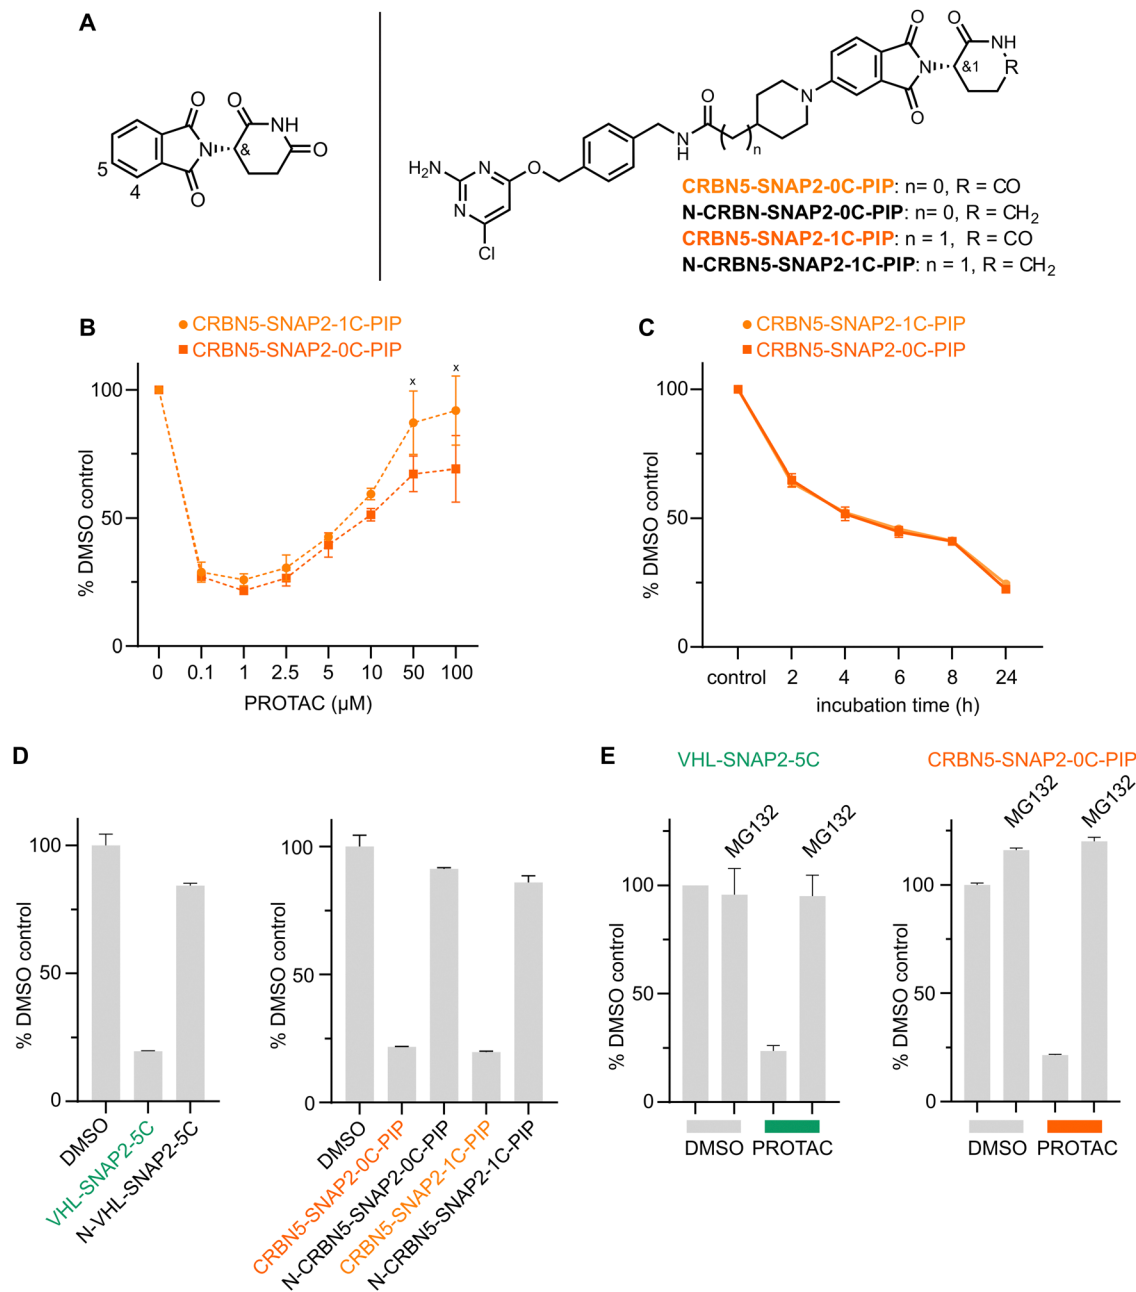 A
O
N
O
O
NH
O
&
5
4
H₂N
N
N
Cl
O
N
H
O
n
N
O
O
N
&1
O
NH
R
CRBN5-SNAP2-0C-PIP: n= 0, R = CO
N-CRBN-SNAP2-0C-PIP: n= 0, R = CH₂
CRBN5-SNAP2-1C-PIP: n = 1, R = CO
N-CRBN5-SNAP2-1C-PIP: n = 1, R = CH₂
B
CRBN5-SNAP2-1C-PIP
CRBN5-SNAP2-0C-PIP
% DMSO control
100
50
0
x
x
0 0.1 1 2.5 5 10 50 100
PROTAC (µM)
C
CRBN5-SNAP2-1C-PIP
CRBN5-SNAP2-0C-PIP
% DMSO control
100
50
0
control 2 4 6 8 24
incubation time (h)
D
% DMSO control
100
50
0
DMSO
VHL-SNAP2-5C
N-VHL-SNAP2-5C
% DMSO control
100
50
0
DMSO
CRBN5-SNAP2-0C-PIP
N-CRBN5-SNAP2-0C-PIP
CRBN5-SNAP2-1C-PIP
N-CRBN5-SNAP2-1C-PIP
E
VHL-SNAP2-5C
% DMSO control
100
50
0
MG132
MG132
DMSO PROTAC
CRBN5-SNAP2-0C-PIP
% DMSO control
100
50
0
MG132
MG132
DMSO PROTAC